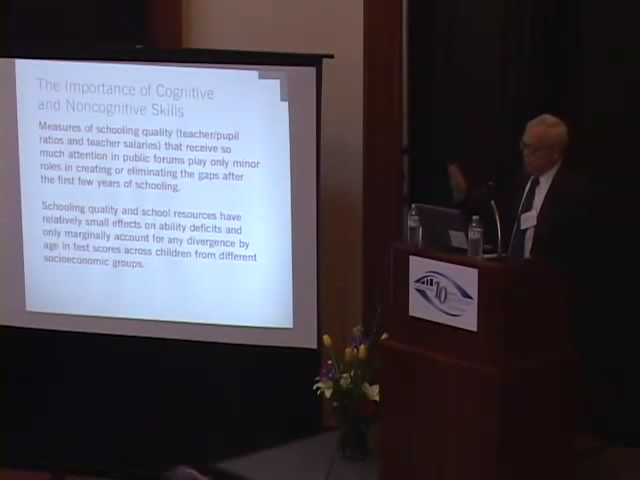 The Importance of Cognitive
and Noncognitive Skills
Measures of schooling quality (teacher/pupil
ratios and teacher salaries) that receive so
much attention in public forums play only minor
roles in creating or eliminating the gaps after
the first few years of schooling.
Schooling quality and school resources have
relatively small effects on ability deficits and
only marginally account for any divergence by
age in test scores across children from different
socioeconomic groups.
10